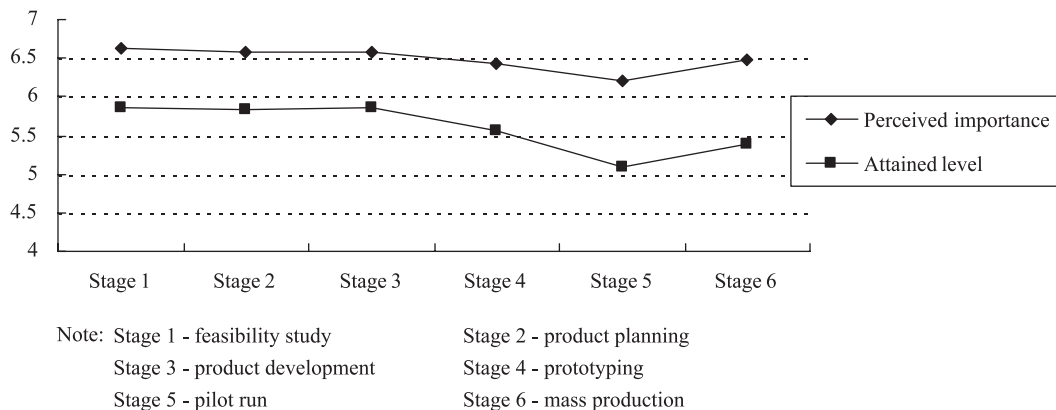 7
6.5
6
5.5
5
4.5
4
Perceived importance
Attained level
Stage 1 Stage 2 Stage 3 Stage 4 Stage 5 Stage 6
Note: Stage 1 - feasibility study Stage 2 - product planning
Stage 3 - product development Stage 4 - prototyping
Stage 5 - pilot run Stage 6 - mass production